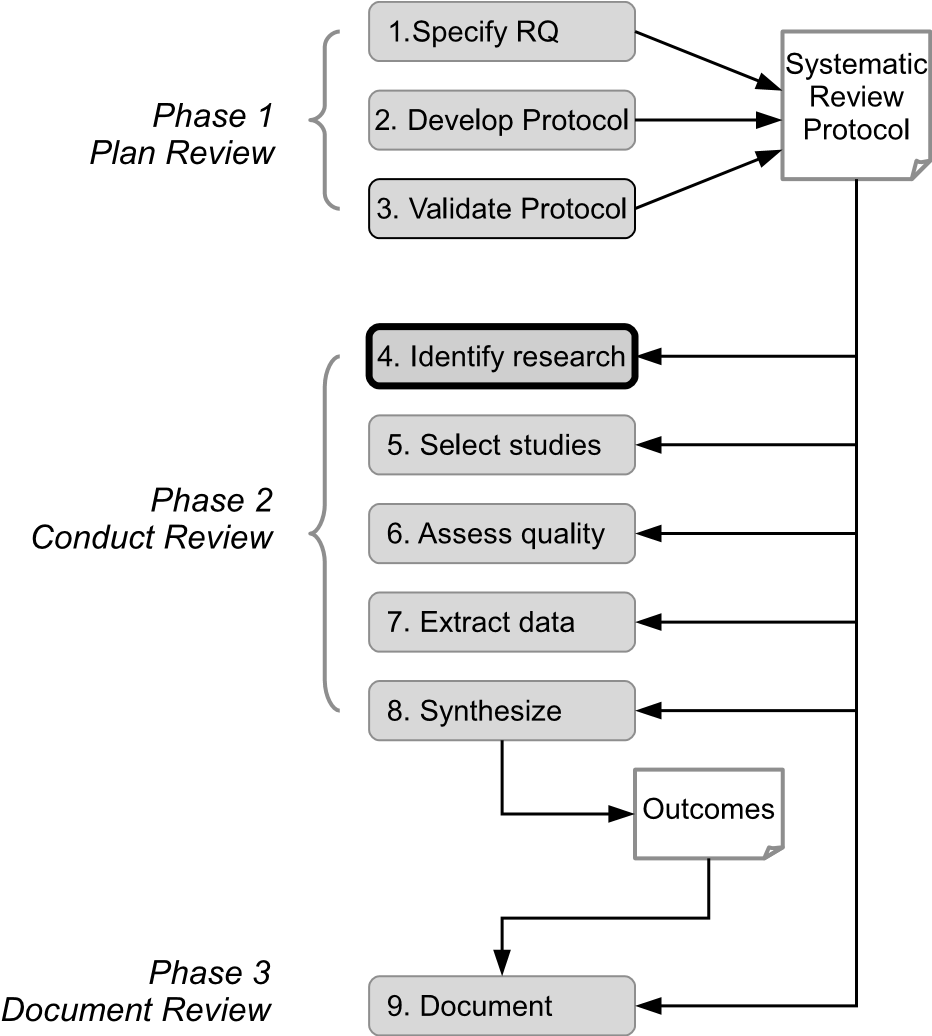 1.Specify RQ
Systematic
Review
Protocol
Phase 1
Plan Review
2. Develop Protocol
3. Validate Protocol
4. Identify research
5. Select studies
Phase 2
Conduct Review
6. Assess quality
7. Extract data
8. Synthesize
Outcomes
Phase 3
Document Review
9. Document